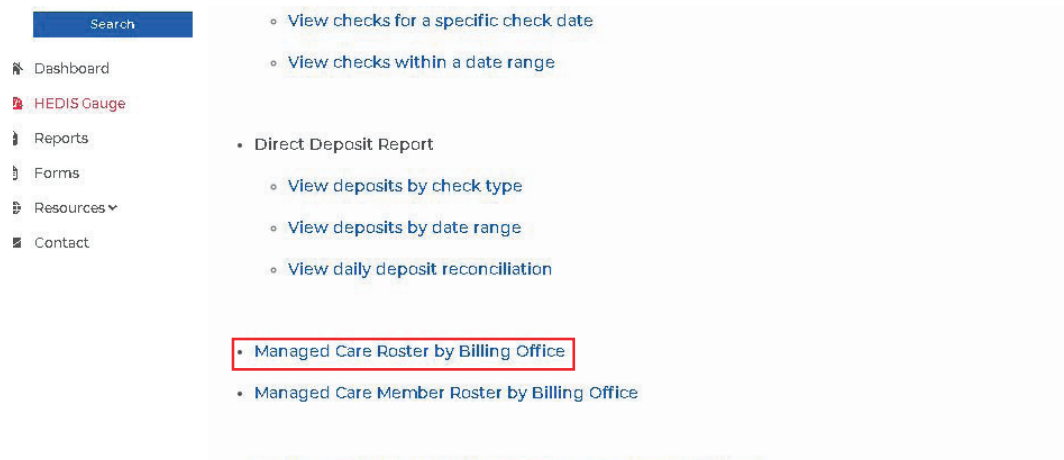 Search
Dashboard
HEDIS Gauge
Reports
Forms
Resources
Contact
View checks for a specific check date
View checks within a date range
Direct Deposit Report
View deposits by check type
View deposits by date range
View daily deposit reconciliation
Managed Care Roster by Billing Office
Managed Care Member Roster by Billing Office